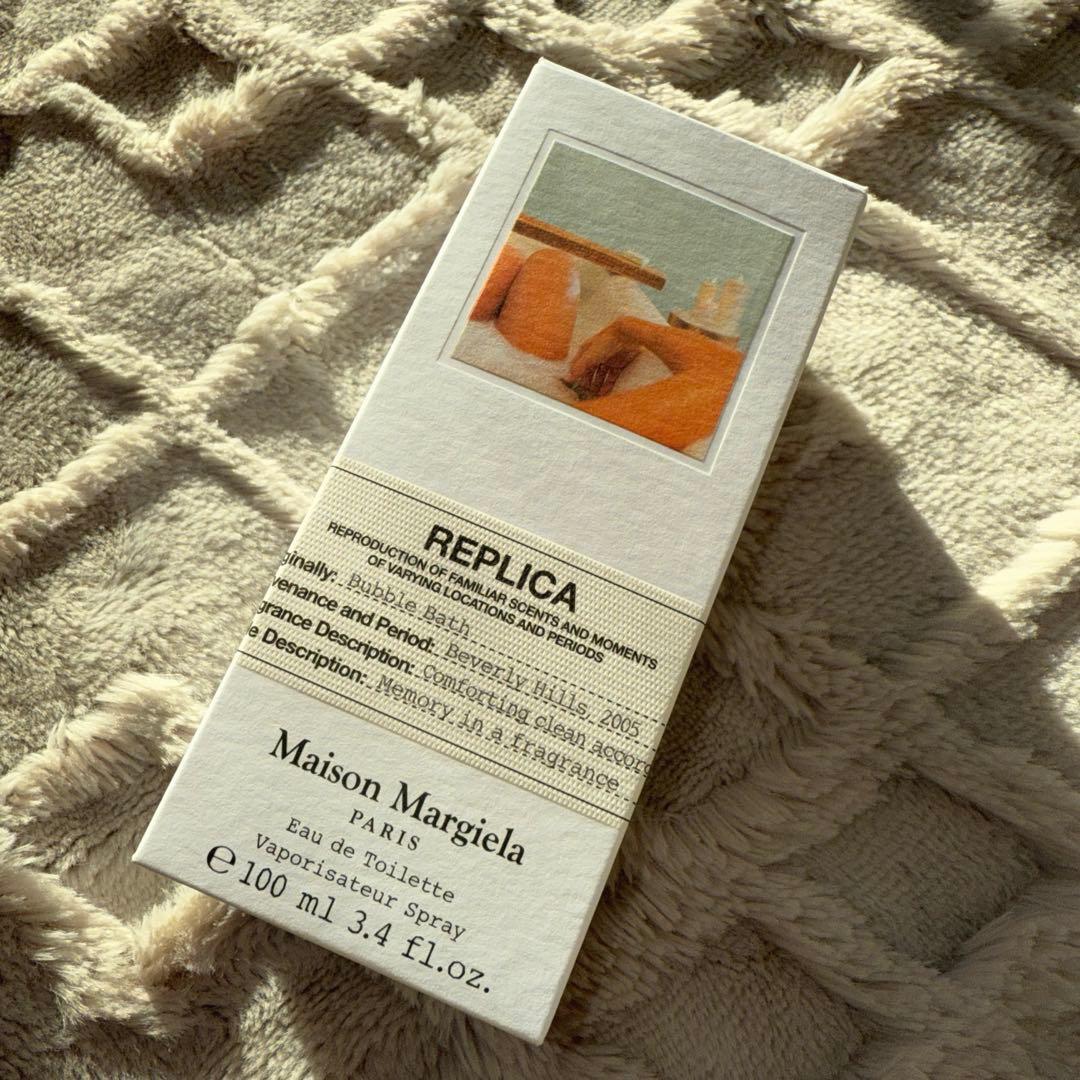 REPLICA
REPRODUCTION OF FAMILIAR SCENTS AND MOMENTS
OF VARYING LOCATIONS AND PERIODS
ginally: Bubble Bath
venance and Period: Beverly Hills, 2005
grance Description: Comforting clean accord
e Description: Memory in a fragrance
Maison Margiela
PARIS
Eau de Toilette
Vaporisateur Spray
℮ 100 ml 3.4 fl.oz.